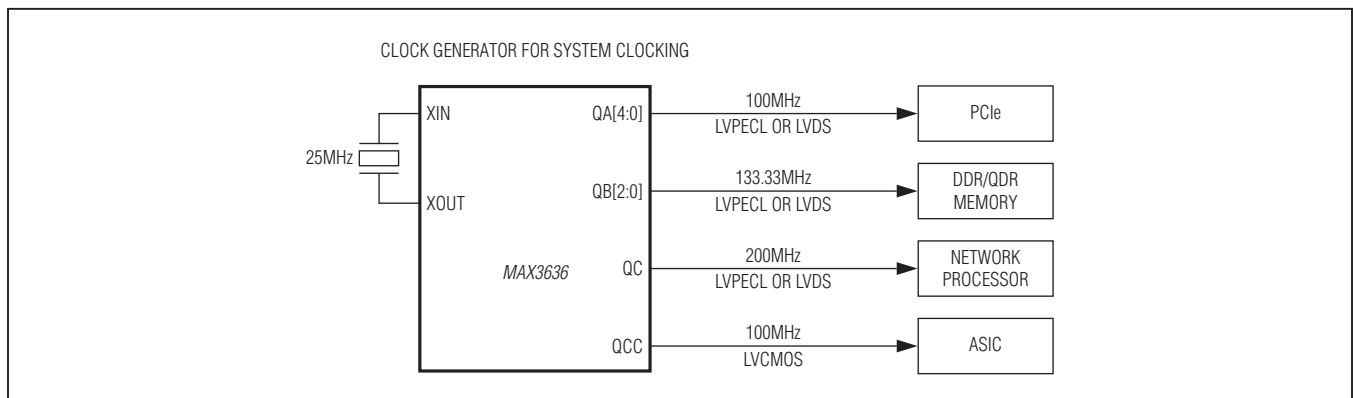 CLOCK GENERATOR FOR SYSTEM CLOCKING
XIN
XOUT
25MHz
MAX3636
QA[4:0]
100MHz
LVPECL OR LVDS
PCIe
QB[2:0]
133.33MHz
LVPECL OR LVDS
DDR/QDR
MEMORY
QC
200MHz
LVPECL OR LVDS
NETWORK
PROCESSOR
QCC
100MHz
LVCMOS
ASIC